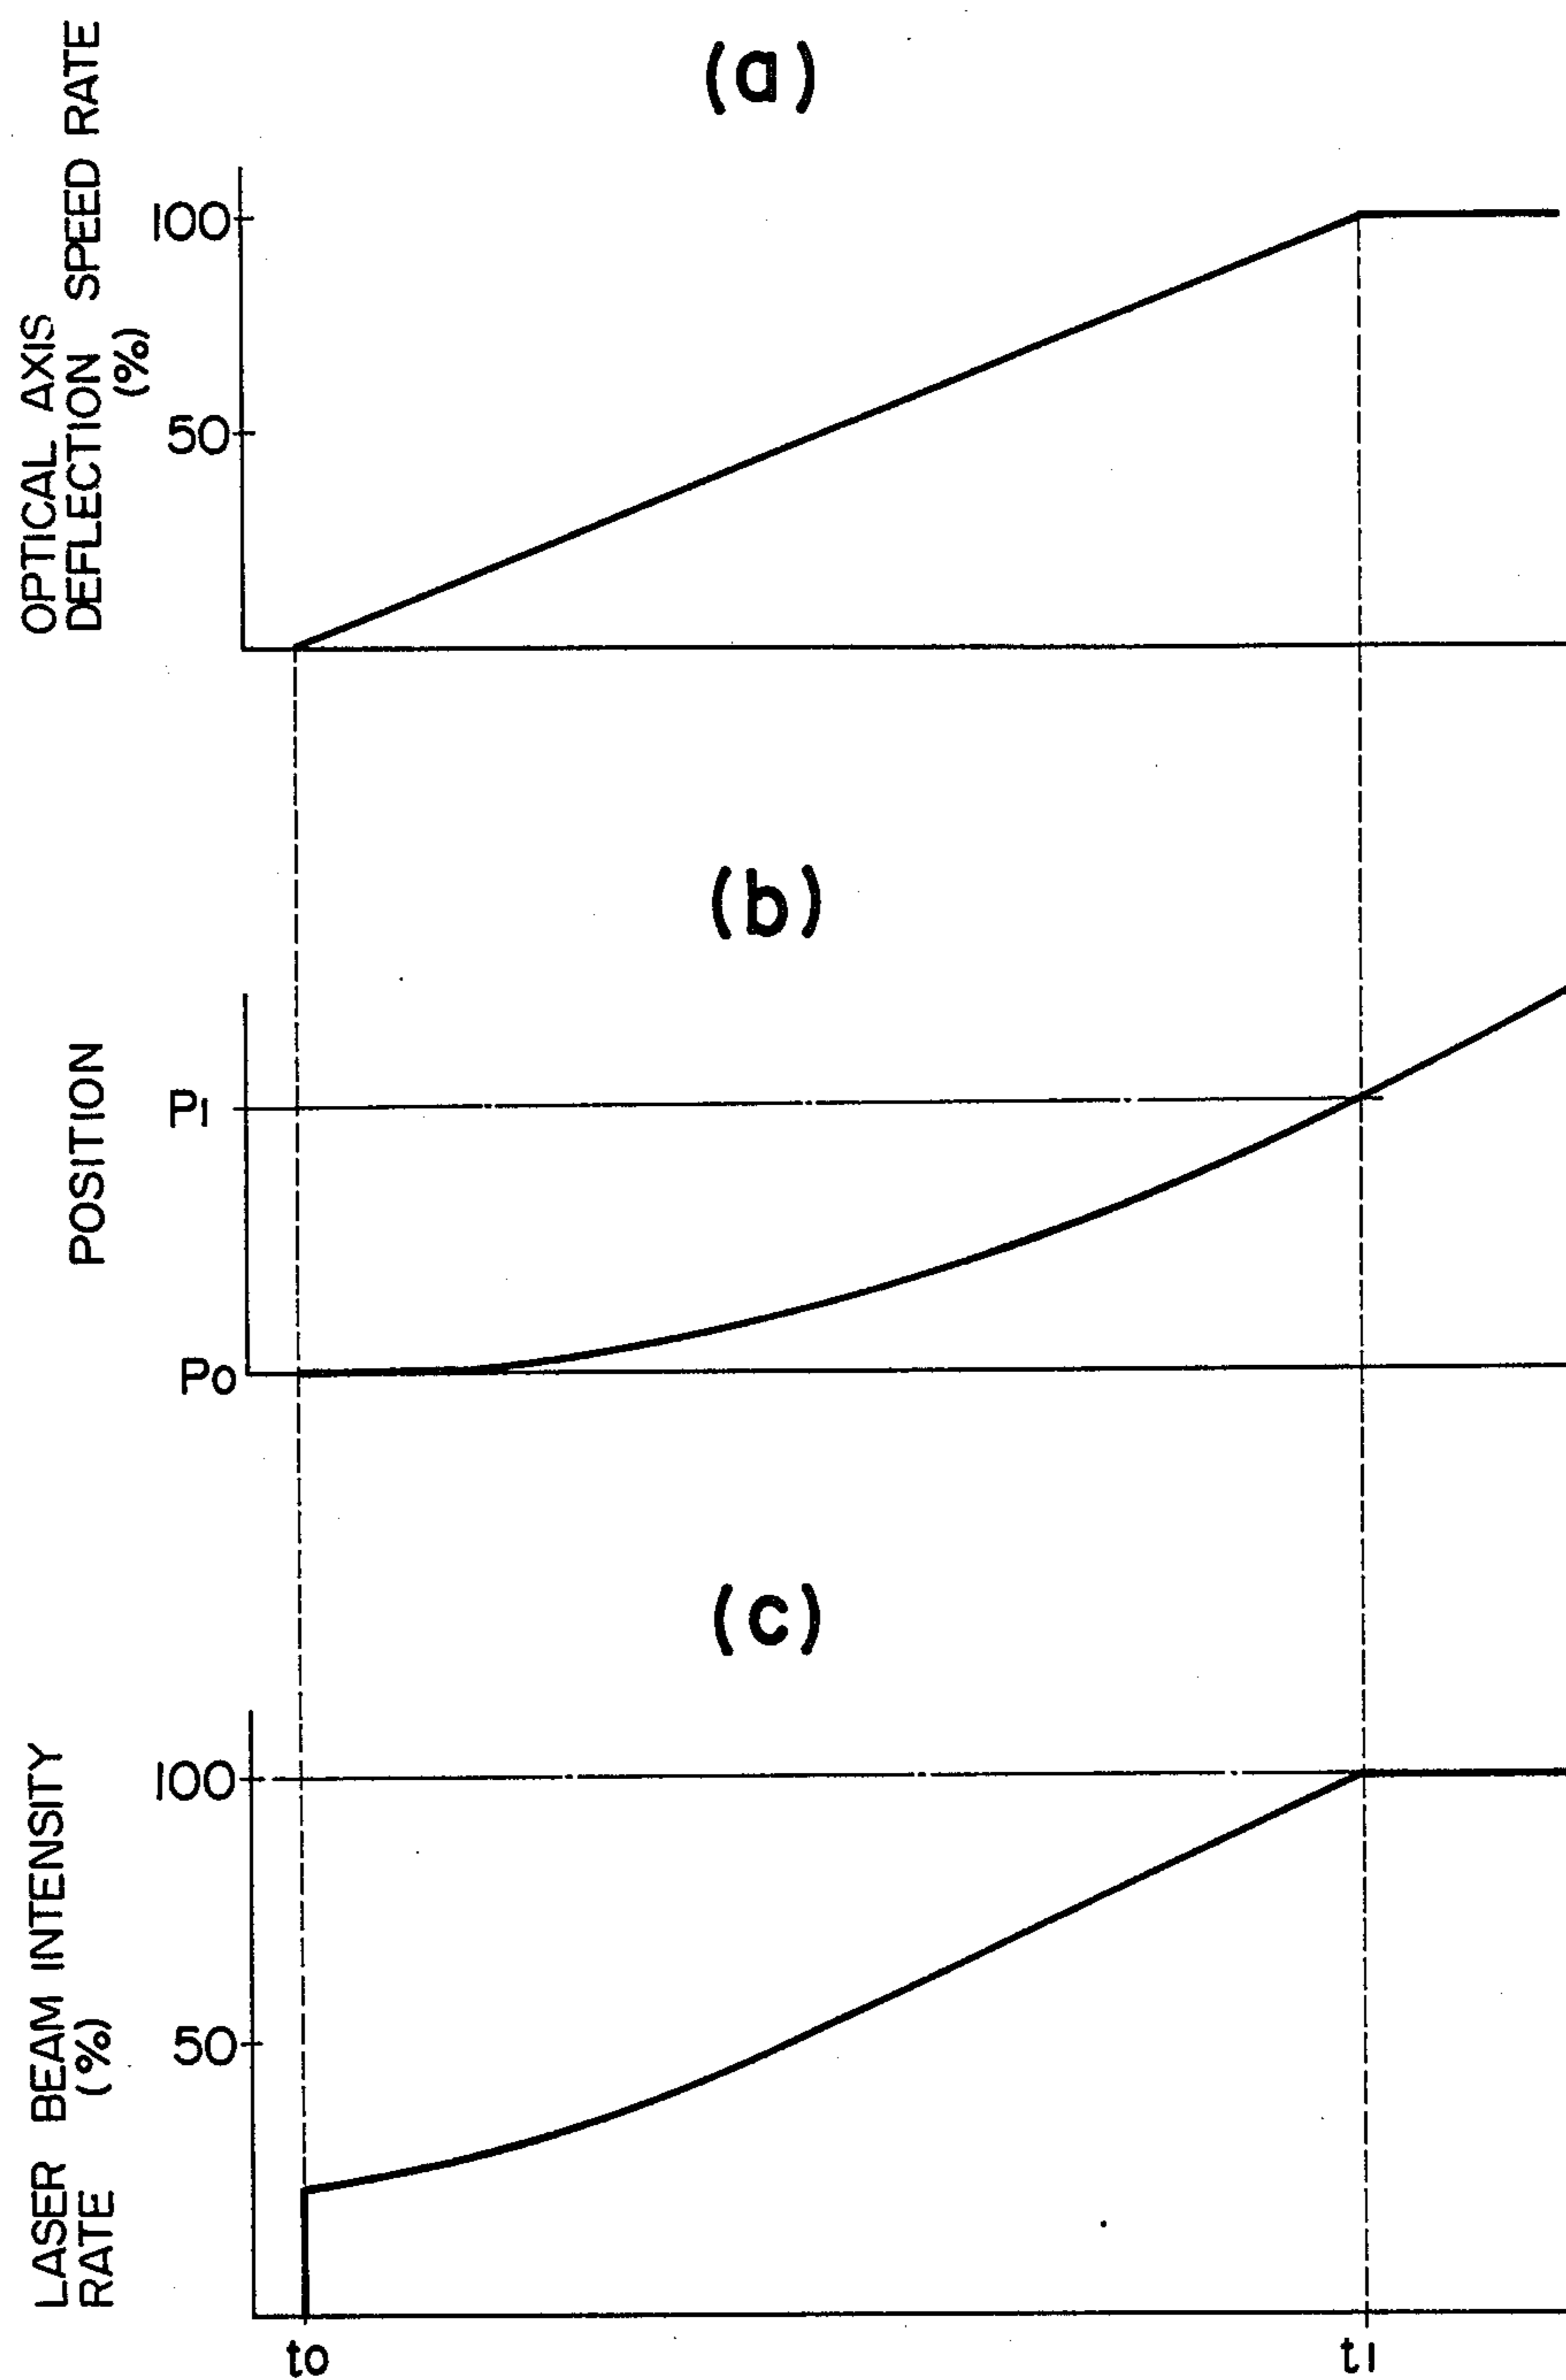 (a)
OPTICAL AXIS
DEFLECTION SPEED RATE
(%)
100
50
(b)
POSITION
P1
P0
(c)
LASER BEAM INTENSITY
RATE (%)
100
50
t0
t1